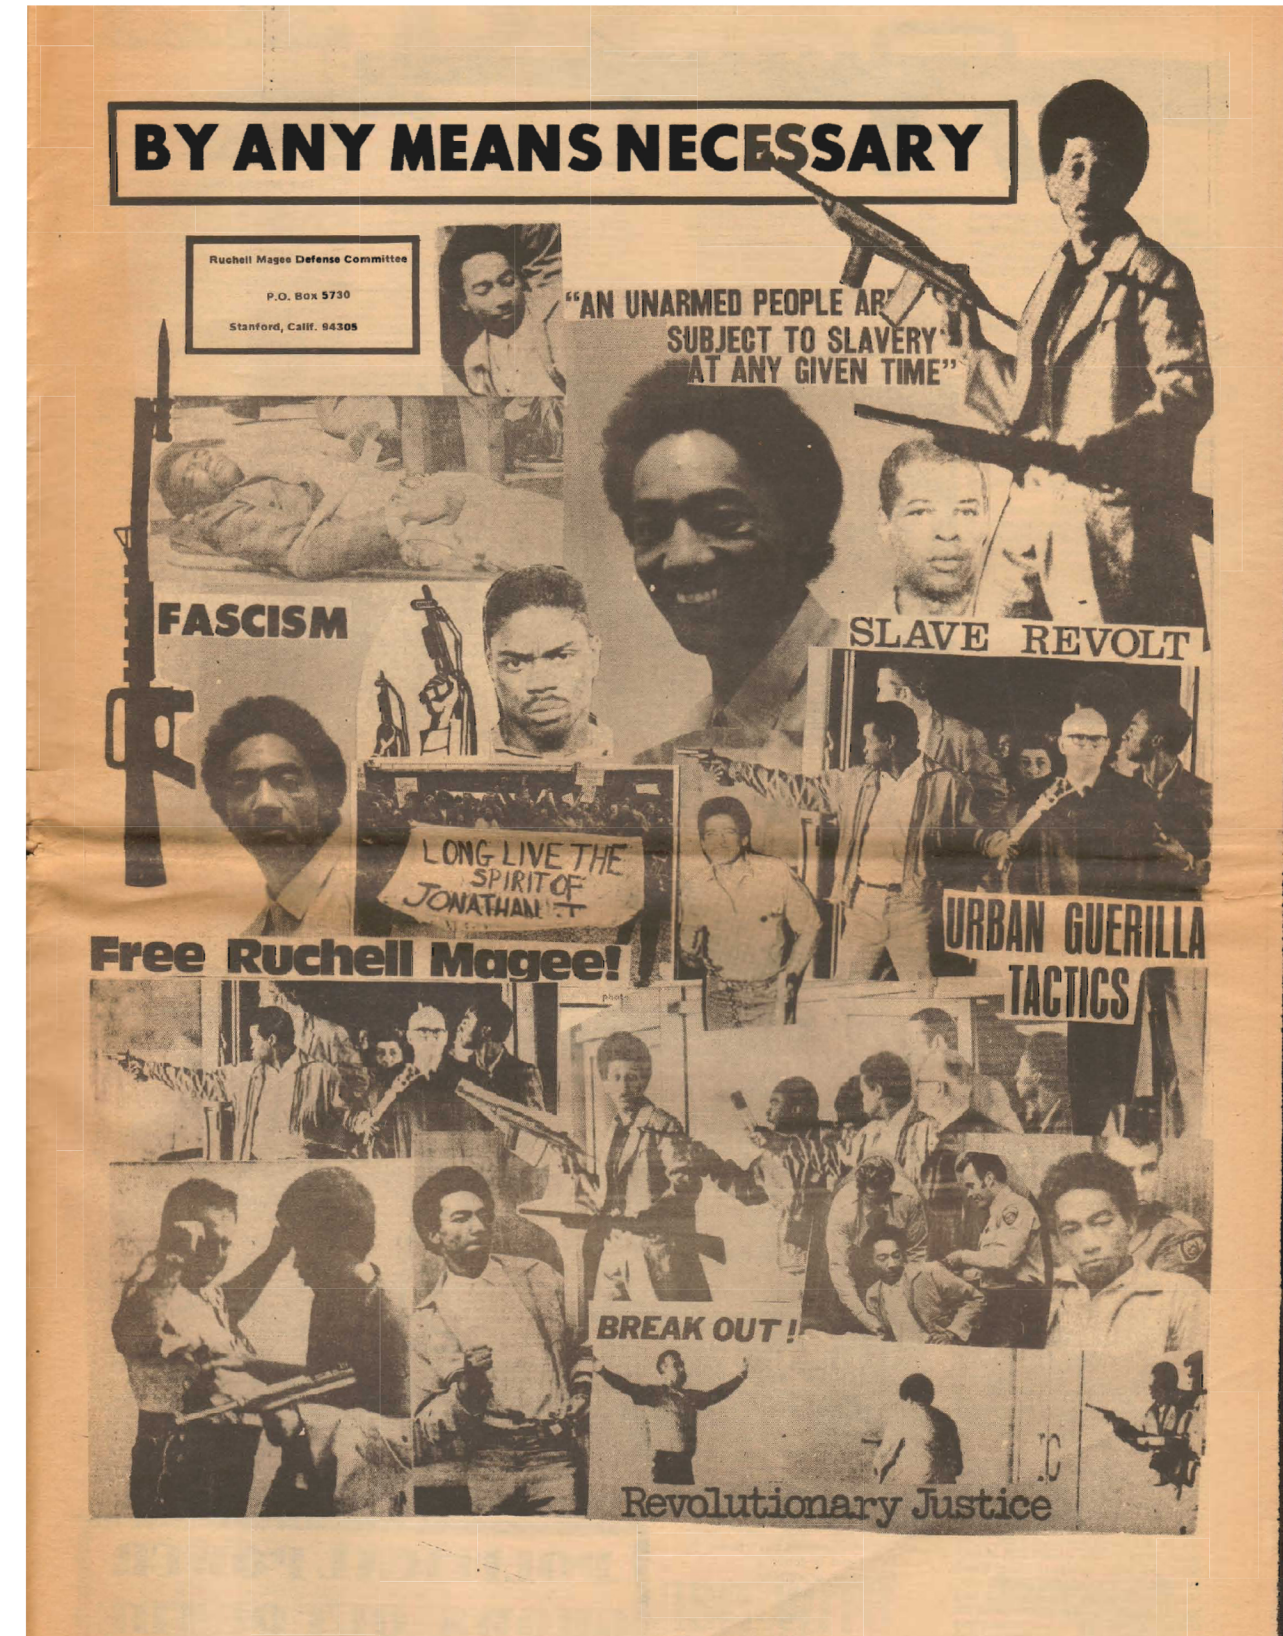 BY ANY MEANS NECESSARY
Ruchell Magee Defense Committee
P.O. Box 5730
Stanford, Calif. 94305
“AN UNARMED PEOPLE AR
SUBJECT TO SLAVERY
AT ANY GIVEN TIME”
FASCISM
SLAVE REVOLT
LONG LIVE THE
SPIRIT OF
JONATHAN
Free Ruchell Magee!
URBAN GUERILLA
TACTICS
photo
BREAK OUT!
Revolutionary Justice